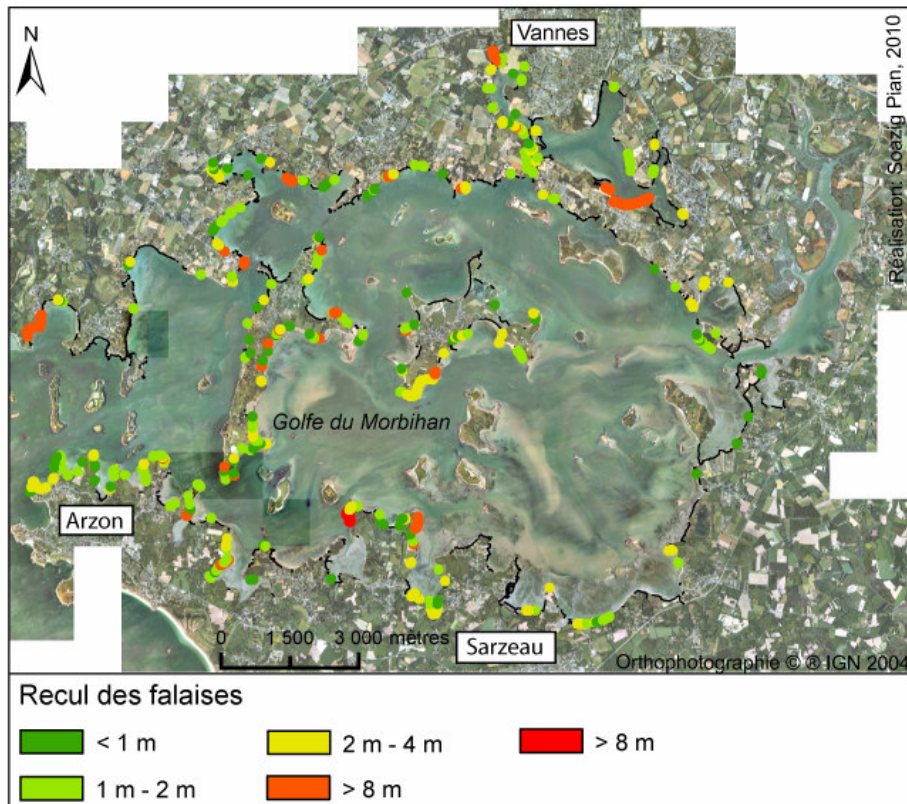 N
Vannes
Réalisation: Soazig Pian, 2010
Golfe du Morbihan
Arzon
0 1 500 3 000 mètres
Sarzeau
Orthophotographie © ® IGN 2004
Recul des falaises
< 1 m
2 m - 4 m
> 8 m
1 m - 2 m
> 8 m